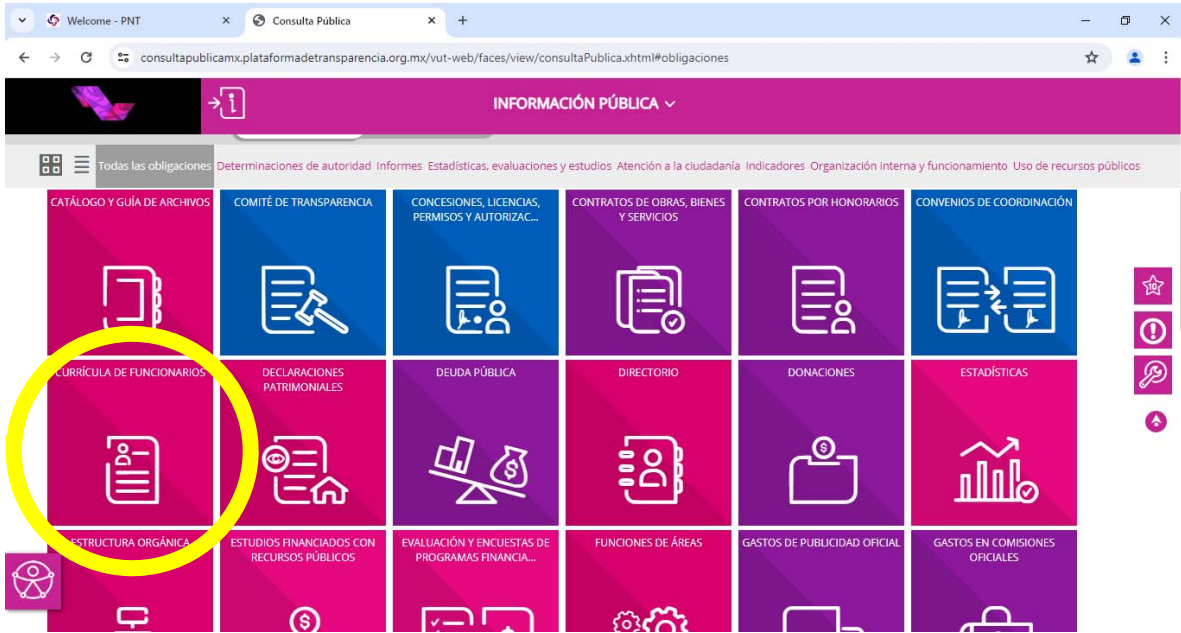 Welcome - PNT
Consulta Pública
consultapublicamx.plataformadetransparencia.org.mx/vut-web/faces/view/consultaPublica.xhtml#obligaciones
INFORMACIÓN PÚBLICA
Todas las obligaciones Determinaciones de autoridad Informes Estadísticas, evaluaciones y estudios Atención a la ciudadanía Indicadores Organización interna y funcionamiento Uso de recursos públicos
CATÁLOGO Y GUÍA DE ARCHIVOS
COMITÉ DE TRANSPARENCIA
CONCESIONES, LICENCIAS,
PERMISOS Y AUTORIZAC...
CONTRATOS DE OBRAS, BIENES
Y SERVICIOS
CONTRATOS POR HONORARIOS
CONVENIOS DE COORDINACIÓN
10
CURRÍCULA DE FUNCIONARIOS
DECLARACIONES
PATRIMONIALES
DEUDA PÚBLICA
$
DIRECTORIO
DONACIONES
$
ESTADÍSTICAS
ESTRUCTURA ORGÁNICA
ESTUDIOS FINANCIADOS CON
RECURSOS PÚBLICOS
$
EVALUACIÓN Y ENCUESTAS DE
PROGRAMAS FINANCIA...
FUNCIONES DE ÁREAS
GASTOS DE PUBLICIDAD OFICIAL
GASTOS EN COMISIONES
OFICIALES